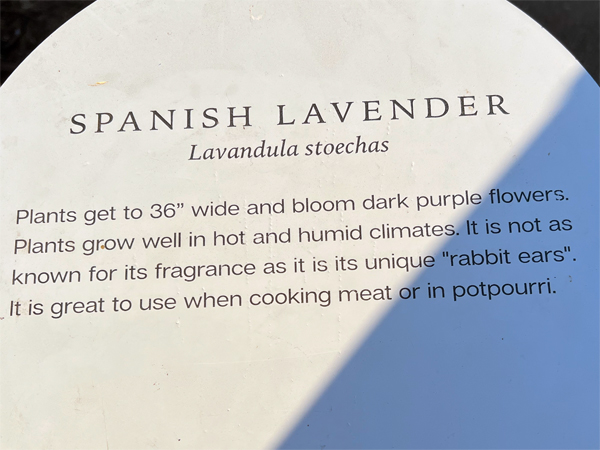 SPANISH LAVENDER
Lavandula stoechas
Plants get to 36” wide and bloom dark purple flowers.
Plants grow well in hot and humid climates. It is not as
known for its fragrance as it is its unique "rabbit ears".
It is great to use when cooking meat or in potpourri.